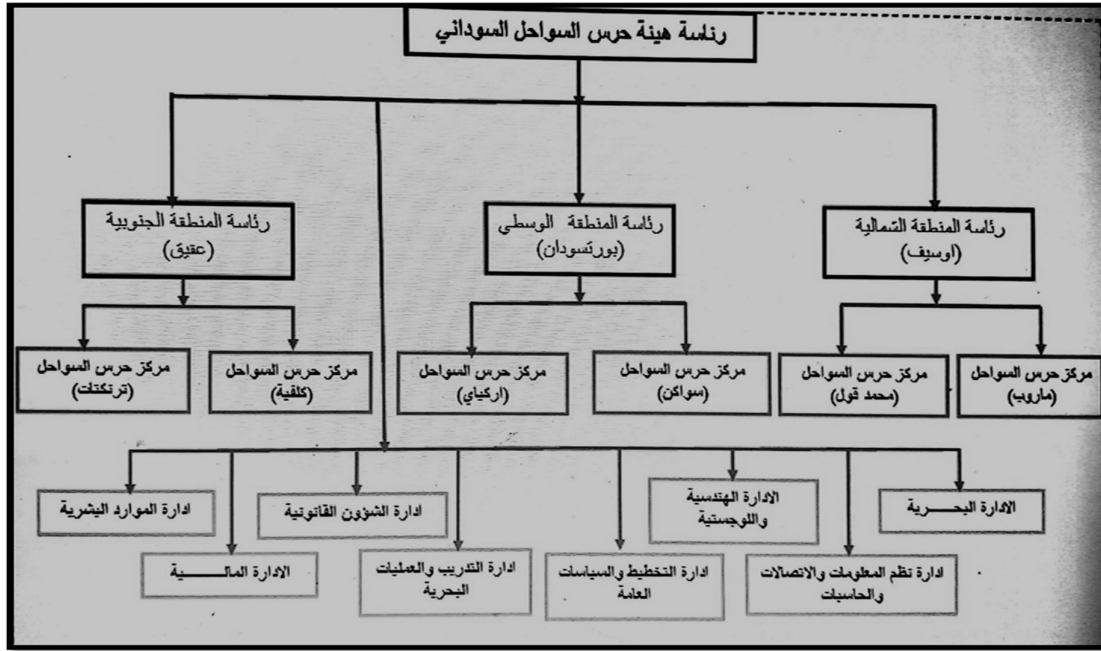 رئاسة هيئة حرس السواحل السوداني
رئاسة المنطقة الشمالية
(اوسيف)
رئاسة المنطقة الوسطي
(بورتسودان)
رئاسة المنطقة الجنوبية
(عقيق)
مركز حرس السواحل
(ماروب)
مركز حرس السواحل
(محمد قول)
مركز حرس السواحل
(سواكن)
مركز حرس السواحل
(اركياي)
مركز حرس السواحل
(كلقية)
مركز حرس السواحل
(ترنكتات)
الادارة البحـــرية
الادارة الهندسية
واللوجستية
ادارة الشؤون القانونية
ادارة الموارد البشرية
ادارة نظم المعلومات والاتصالات
والحاسبات
ادارة التخطيط والسياسات
العامة
ادارة التدريب والعمليات
البحرية
الادارة المالـــــية